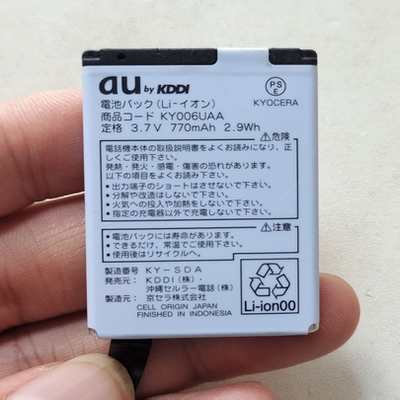 au by KDDI
PS
E
KYOCERA
電池パック(Li-イオン)
商品コード KY006UAA
定格 3.7V 770mAh 2.9Wh
⚠危険
電話機本体の取扱説明書をよくお読みになり、正
しくご使用ください。
発熱・発火・感電・傷害の恐れがあります。
以下の項目をよくお読みください。
●出力端子のショートはさせないで下さい。
●分解や改造はしないで下さい。
●火気への投入や加熱をしないで下さい。
●指定の充電器以外で充電しないで下さい。
⚠注意
●電池パックには寿命があります。
●できるだけ、常温でご使用下さい。
●使用後はリサイクルへ。
製造番号 KY-SDA
発売元: KDDI(株)・
沖縄セルラー電話(株)
製造元: 京セラ株式会社
CELL ORIGIN JAPAN
FINISHED IN INDONESIA
Li-ion00